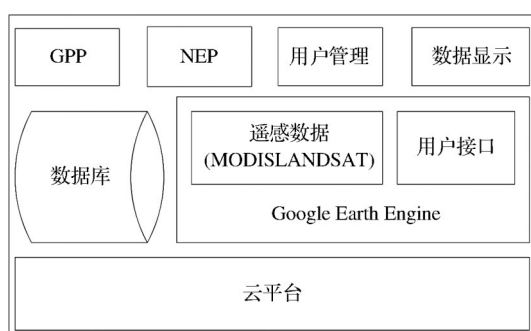 GPP
NEP
用户管理
数据显示
数据库
遥感数据
(MODISLANDSAT)
用户接口
Google Earth Engine
云平台